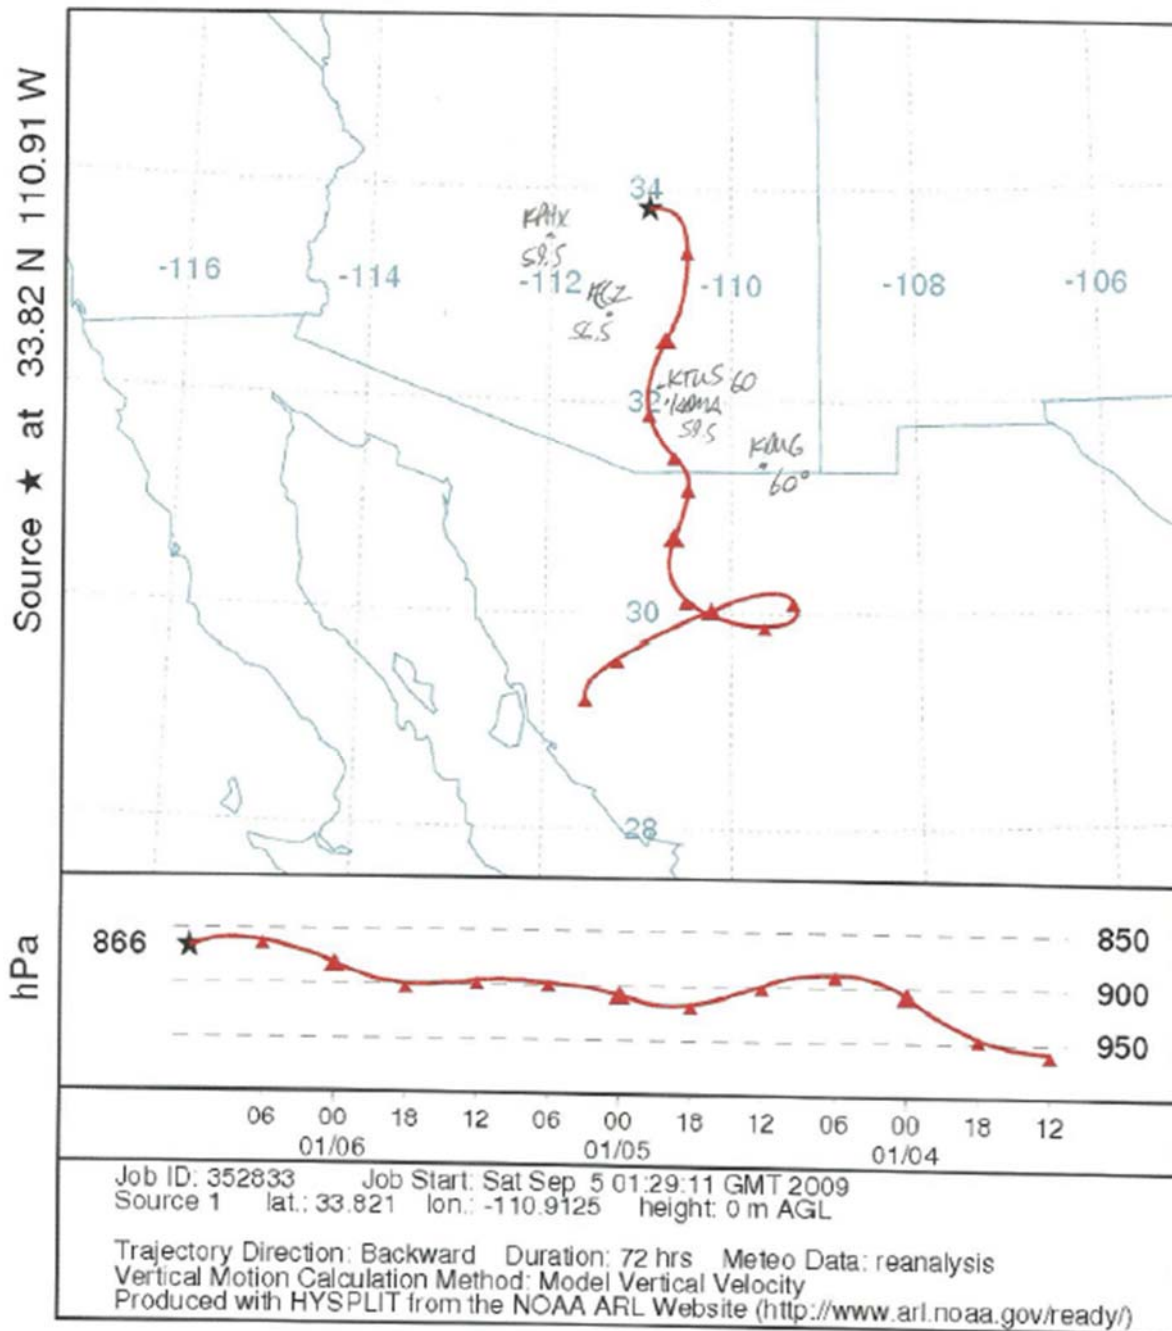 Source ★ at 33.82 N 110.91 W
34
KPHX
59.5
-116 -114 -112 -110 -108 -106
56.5
KTUS 60
32
KDMA
59.5
60°
30
28
hPa
866
850
900
950
06 00 18 12 06 00 18 12 06 00 18 12
01/06 01/05 01/04
Job ID: 352833 Job Start: Sat Sep 5 01:29:11 GMT 2009
Source 1 lat.: 33.821 lon.: -110.9125 height: 0 m AGL
Trajectory Direction: Backward Duration: 72 hrs Meteo Data: reanalysis
Vertical Motion Calculation Method: Model Vertical Velocity
Produced with HYSPLIT from the NOAA ARL Website (http://www.arl.noaa.gov/ready/)